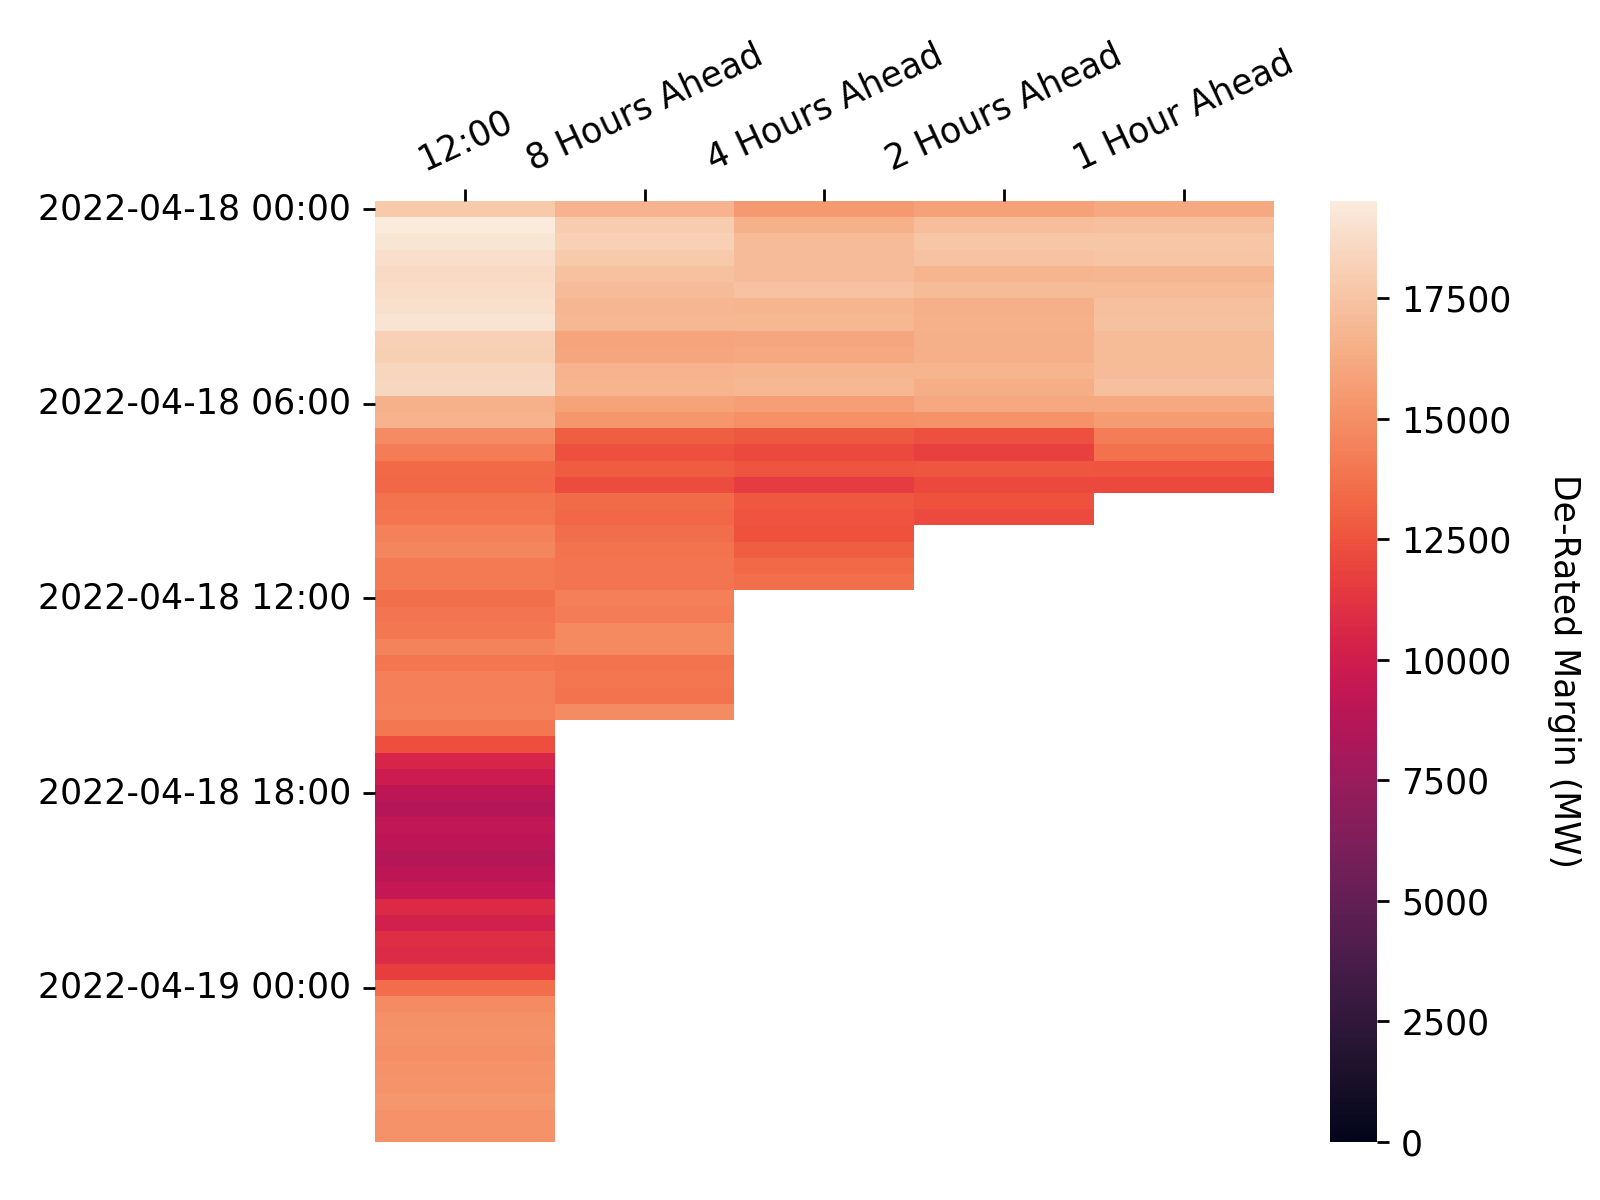 12:00
8 Hours Ahead
4 Hours Ahead
2 Hours Ahead
1 Hour Ahead
2022-04-18 00:00
2022-04-18 06:00
2022-04-18 12:00
2022-04-18 18:00
2022-04-19 00:00
17500
15000
12500
10000
7500
5000
2500
0
De-Rated Margin (MW)